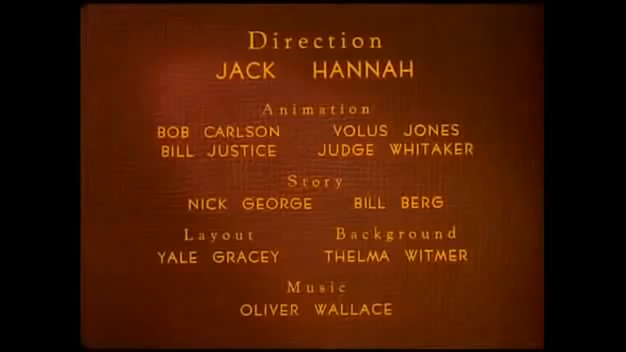 Direction
JACK HANNAH
Animation
BOB CARLSON VOLUS JONES
BILL JUSTICE JUDGE WHITAKER
Story
NICK GEORGE BILL BERG
Layout Background
YALE GRACEY THELMA WITMER
Music
OLIVER WALLACE